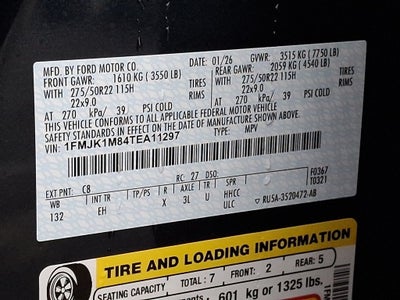 MFD. BY FORD MOTOR CO. 01/26 GVWR: 3515 KG ( 7750 LB)
FRONT GAWR: 1610 KG ( 3550 LB) REAR GAWR: 2059 KG ( 4540 LB)
WITH 275/50R22 115H TIRES WITH 275/50R22 115H TIRES
22x9.0 RIMS 22x9.0 RIMS
AT 270 kPa/ 39 PSI COLD AT 270 kPa/ 39 PSI COLD
THIS VEHICLE CONFORMS TO ALL APPLICABLE FEDERAL MOTOR VEHICLE
SAFETY STANDARDS IN EFFECT ON THE DATE OF MANUFACTURE SHOWN ABOVE.
VIN: 1FMJK1M84TEA11297 TYPE: MPV
EXT PNT: C8 RC: 27 DSO: F0367
WB INT TR TP/PS R AXLE TR SPR T0321
132 EH X 3L U HHCC
ULC ▽ RU5A-3520472-AB
TIRE AND LOADING INFORMATION
SEATING CAPACITY TOTAL : 7 FRONT: 2 REAR: 5
601 kg or 1325 lbs.